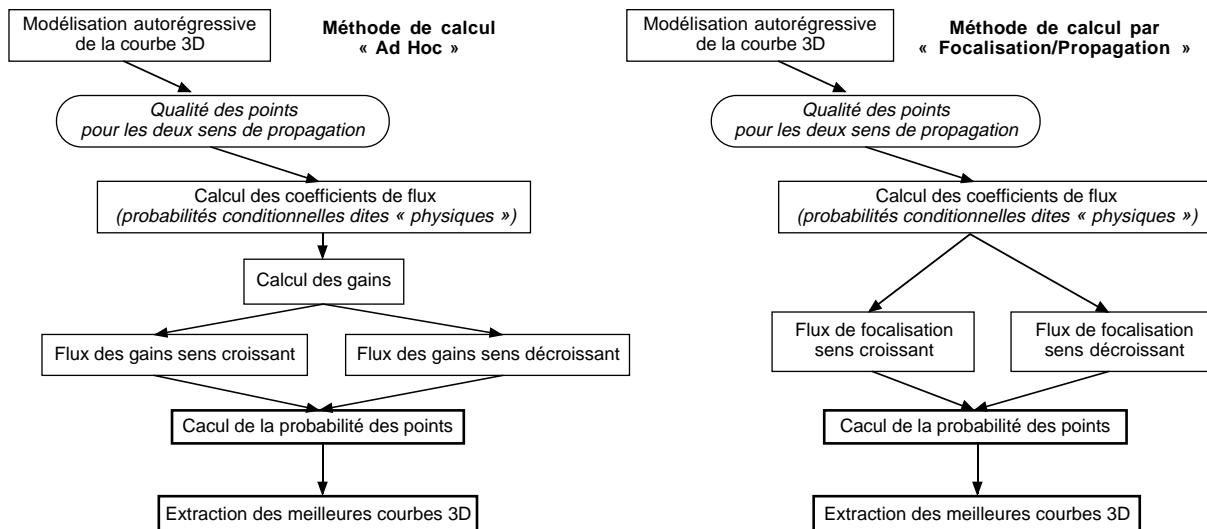 Modélisation autorégressive
de la courbe 3D
Méthode de calcul
« Ad Hoc »
Qualité des points
pour les deux sens de propagation
Calcul des coefficients de flux
(probabilités conditionnelles dites « physiques »)
Calcul des gains
Flux des gains sens croissant
Flux des gains sens décroissant
Cacul de la probabilité des points
Extraction des meilleures courbes 3D
Modélisation autorégressive
de la courbe 3D
Méthode de calcul par
« Focalisation/Propagation »
Qualité des points
pour les deux sens de propagation
Calcul des coefficients de flux
(probabilités conditionnelles dites « physiques »)
Flux de focalisation
sens croissant
Flux de focalisation
sens décroissant
Cacul de la probabilité des points
Extraction des meilleures courbes 3D